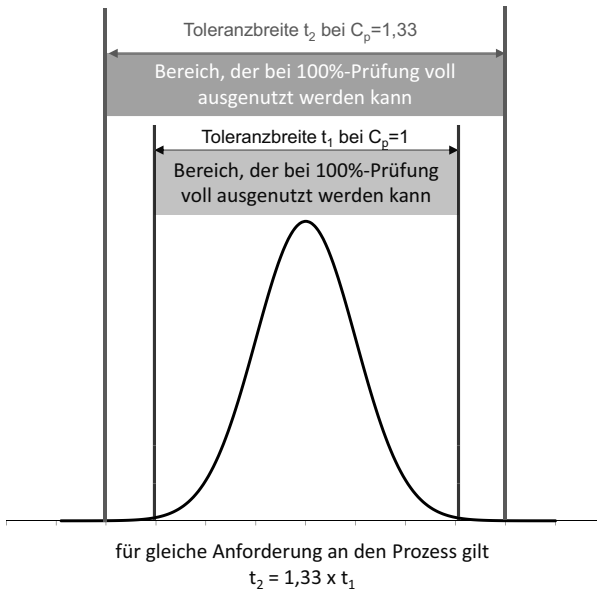 Toleranzbreite t₂ bei Cₚ=1,33
Bereich, der bei 100%-Prüfung voll
ausgenutzt werden kann
Toleranzbreite t₁ bei Cₚ=1
Bereich, der bei 100%-Prüfung
voll ausgenutzt werden kann
für gleiche Anforderung an den Prozess gilt
t₂ = 1,33 x t₁